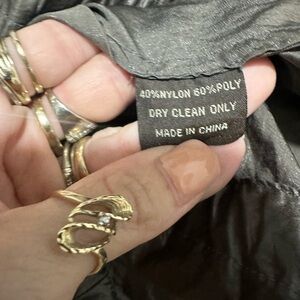 40%NYLON 60%POLY
DRY CLEAN ONLY
MADE IN CHINA